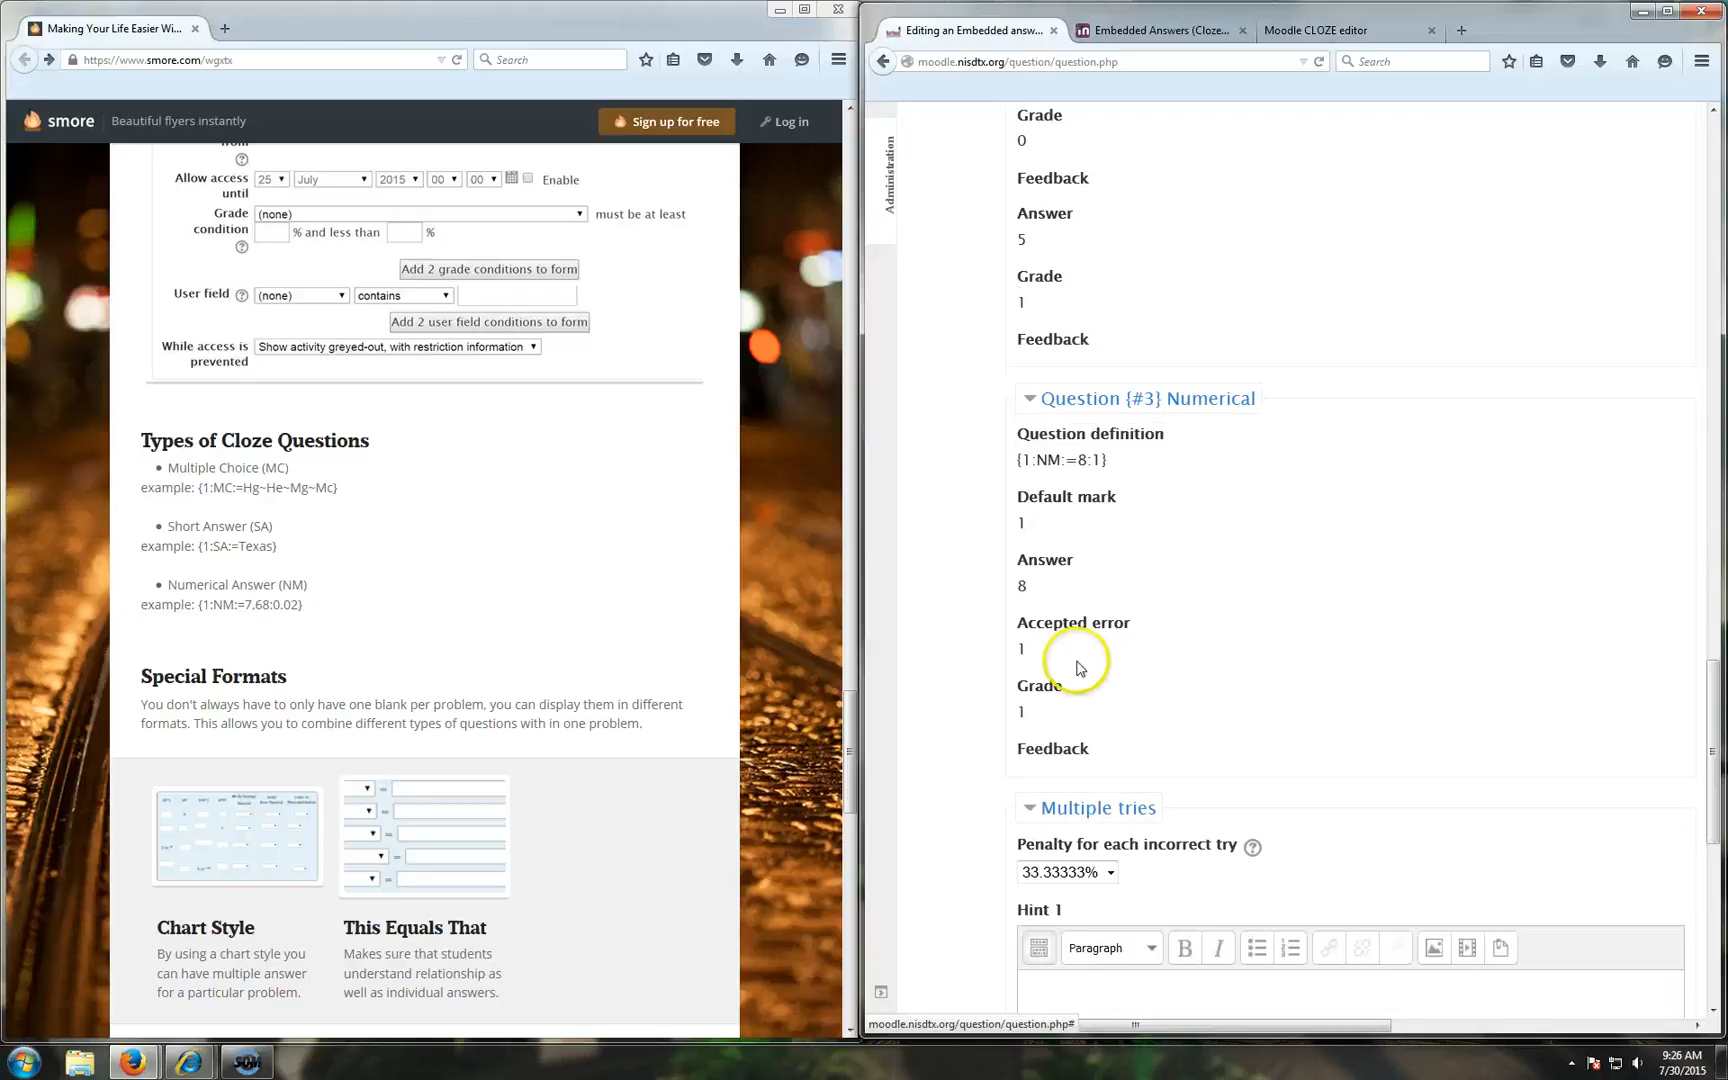 Making Your Life Easier Wi...
https://www.smore.com/wgxtx
Search
smore
Beautiful flyers instantly
Sign up for free
Log in
from
Allow access until
25
July
2015
00
00
Enable
Grade condition
(none)
must be at least
% and less than
%
Add 2 grade conditions to form
User field
(none)
contains
Add 2 user field conditions to form
While access is prevented
Show activity greyed-out, with restriction information
Types of Cloze Questions
• Multiple Choice (MC)
example: {1:MC:=Hg~He~Mg~Mc}
• Short Answer (SA)
example: {1:SA:=Texas}
• Numerical Answer (NM)
example: {1:NM:=7.68:0.02}
Special Formats
You don't always have to only have one blank per problem, you can display them in different
formats. This allows you to combine different types of questions with in one problem.
Chart Style
By using a chart style you
can have multiple answer
for a particular problem.
This Equals That
Makes sure that students
understand relationship as
well as individual answers.
Editing an Embedded answ...
Embedded Answers (Cloze...
Moodle CLOZE editor
moodle.nisdtx.org/question/question.php
Search
Administration
Grade
0
Feedback
Answer
5
Grade
1
Feedback
Question {#3} Numerical
Question definition
{1:NM:=8:1}
Default mark
1
Answer
8
Accepted error
1
Grade
1
Feedback
Multiple tries
Penalty for each incorrect try
33.33333%
Hint 1
Paragraph
B
I
moodle.nisdtx.org/question/question.php#
SOM
9:26 AM
7/30/2015